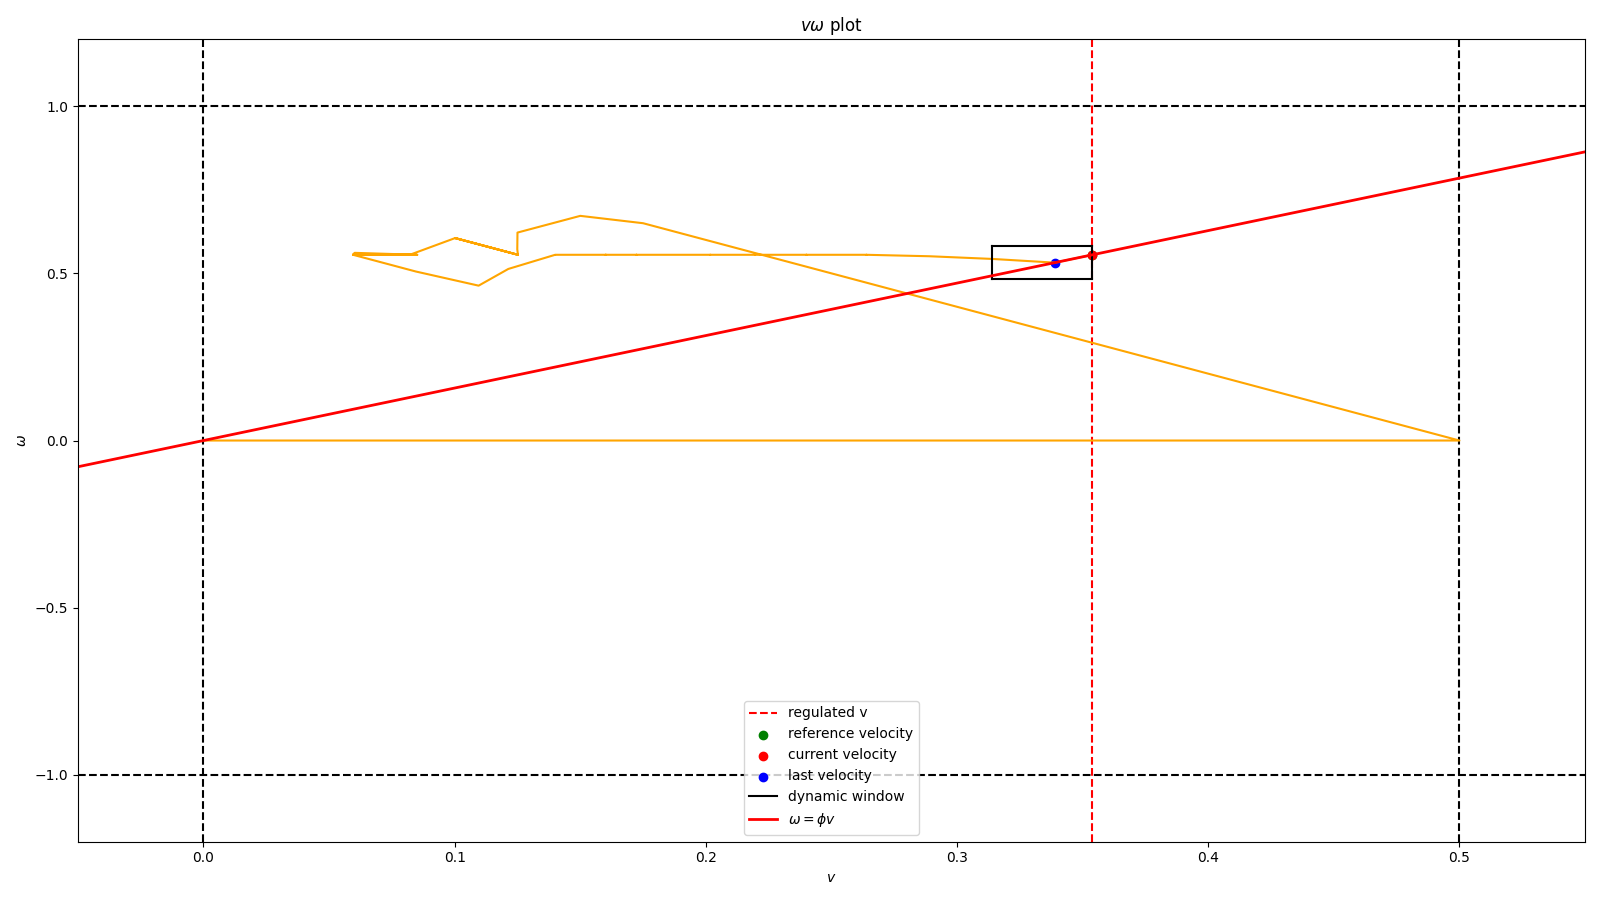 vω plot
1.0
0.5
0.0
−0.5
−1.0
ω
0.0 0.1 0.2 0.3 0.4 0.5
v
regulated v
reference velocity
current velocity
last velocity
dynamic window
ω = ϕv